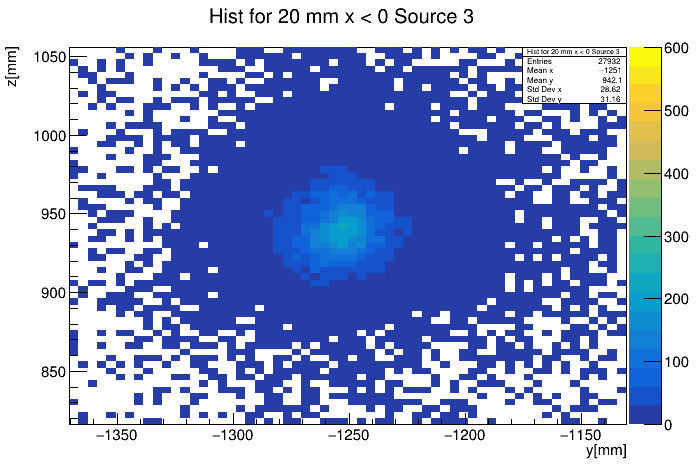 Hist for 20 mm x < 0 Source 3
z[mm]
1050
1000
950
900
850
Hist for 20 mm x < 0 Source 3
Entries 27932
Mean x −1251
Mean y 942.1
Std Dev x 28.62
Std Dev y 31.16
600
500
400
300
200
100
0
−1350 −1300 −1250 −1200 −1150
y[mm]